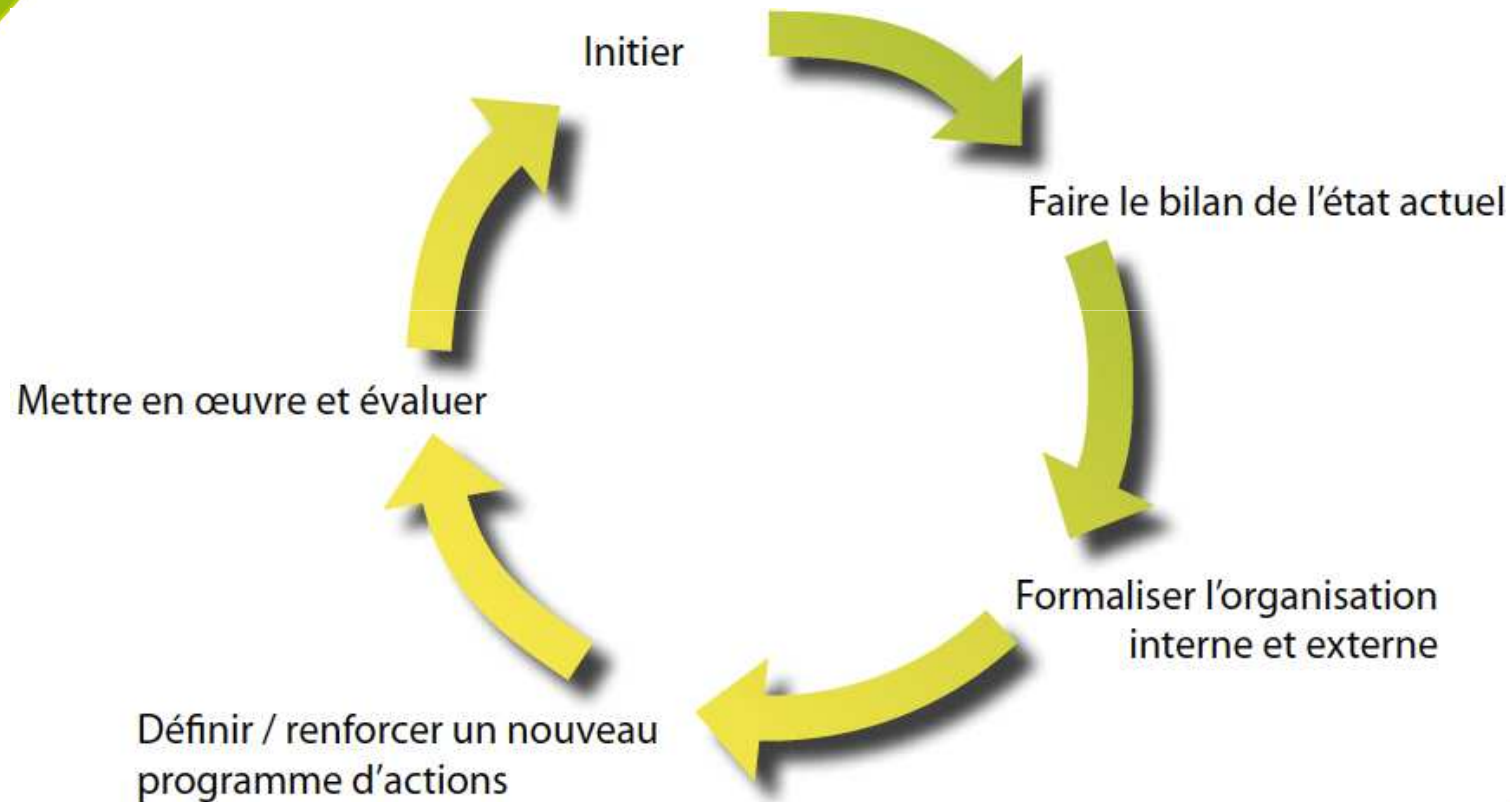 Initier
Faire le bilan de l’état actuel
Formaliser l’organisation
interne et externe
Définir / renforcer un nouveau
programme d’actions
Mettre en œuvre et évaluer